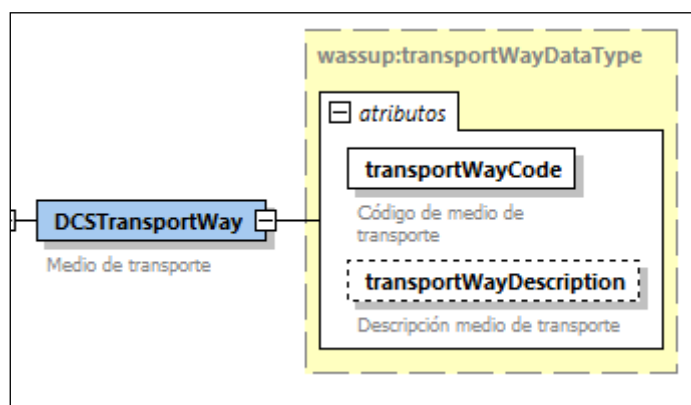 wassup:transportWayDataType
atributos
transportWayCode
Código de medio de
transporte
DCSTransportWay
Medio de transporte
transportWayDescription
Descripción medio de transporte